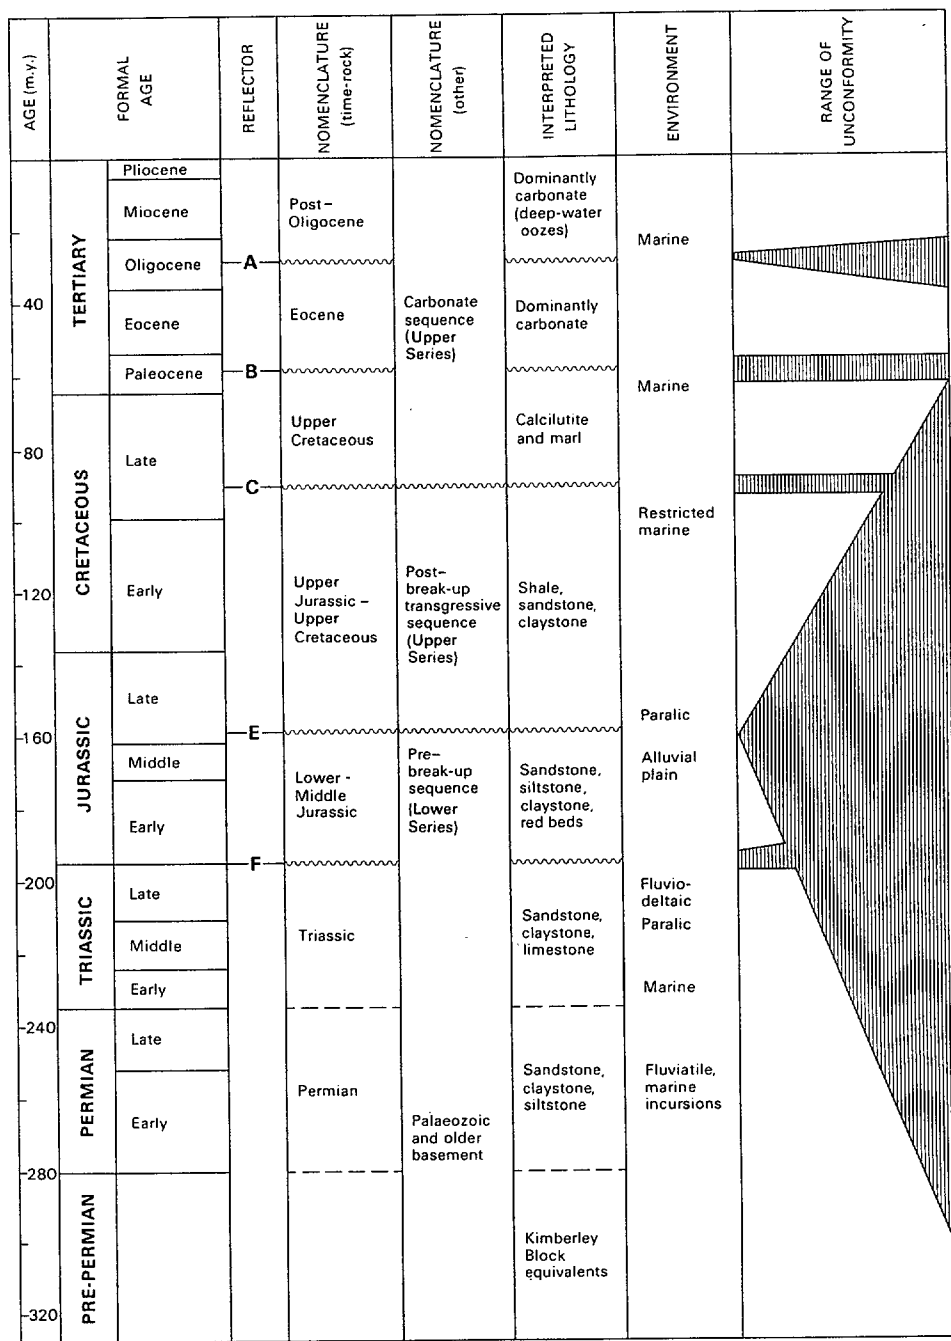 AGE (m.y.)
FORMAL
AGE
REFLECTOR
NOMENCLATURE
(time-rock)
NOMENCLATURE
(other)
INTERPRETED
LITHOLOGY
ENVIRONMENT
RANGE OF
UNCONFORMITY
40
80
120
160
200
240
280
320
TERTIARY
CRETACEOUS
JURASSIC
TRIASSIC
PERMIAN
PRE-PERMIAN
Pliocene
Miocene
Oligocene
Eocene
Paleocene
Late
Early
Late
Middle
Early
Late
Middle
Early
Late
Early
A
B
C
E
F
Post–
Oligocene
Eocene
Upper
Cretaceous
Upper
Jurassic –
Upper
Cretaceous
Lower -
Middle
Jurassic
Triassic
Permian
Carbonate
sequence
(Upper
Series)
Post–
break-up
transgressive
sequence
(Upper
Series)
Pre–
break-up
sequence
(Lower
Series)
Palaeozoic
and older
basement
Dominantly
carbonate
(deep-water
oozes)
Dominantly
carbonate
Calcilutite
and marl
Shale,
sandstone,
claystone
Sandstone,
siltstone,
claystone,
red beds
Sandstone,
claystone,
limestone
Sandstone,
claystone,
siltstone
Kimberley
Block
equivalents
Marine
Marine
Restricted
marine
Paralic
Alluvial
plain
Fluvio-
deltaic
Paralic
Marine
Fluviatile,
marine
incursions